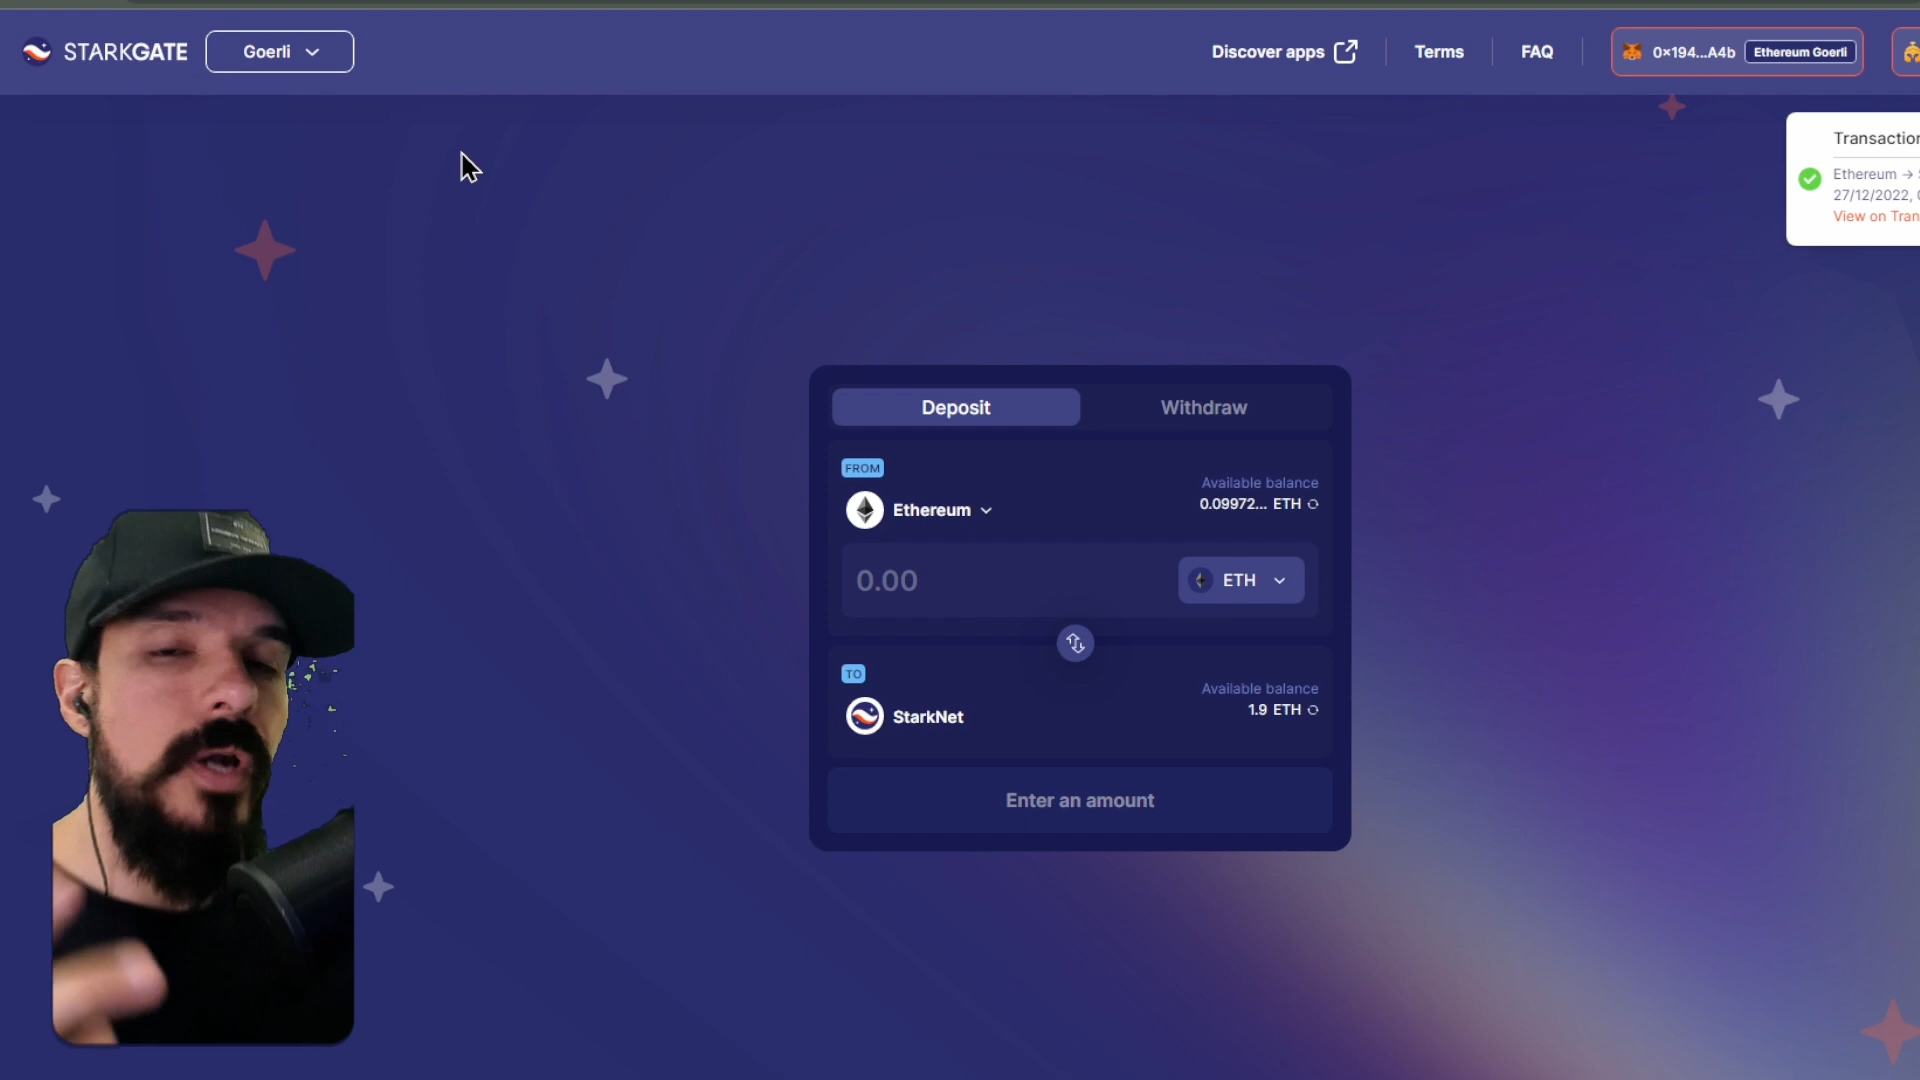 STARKGATE
Goerli
Discover apps
Terms
FAQ
0x194...A4b
Ethereum Goerli
Transaction
Ethereum →
27/12/2022,
View on Tran
Deposit
Withdraw
FROM
Available balance
Ethereum
0.09972... ETH
0.00
ETH
TO
Available balance
StarkNet
1.9 ETH
Enter an amount